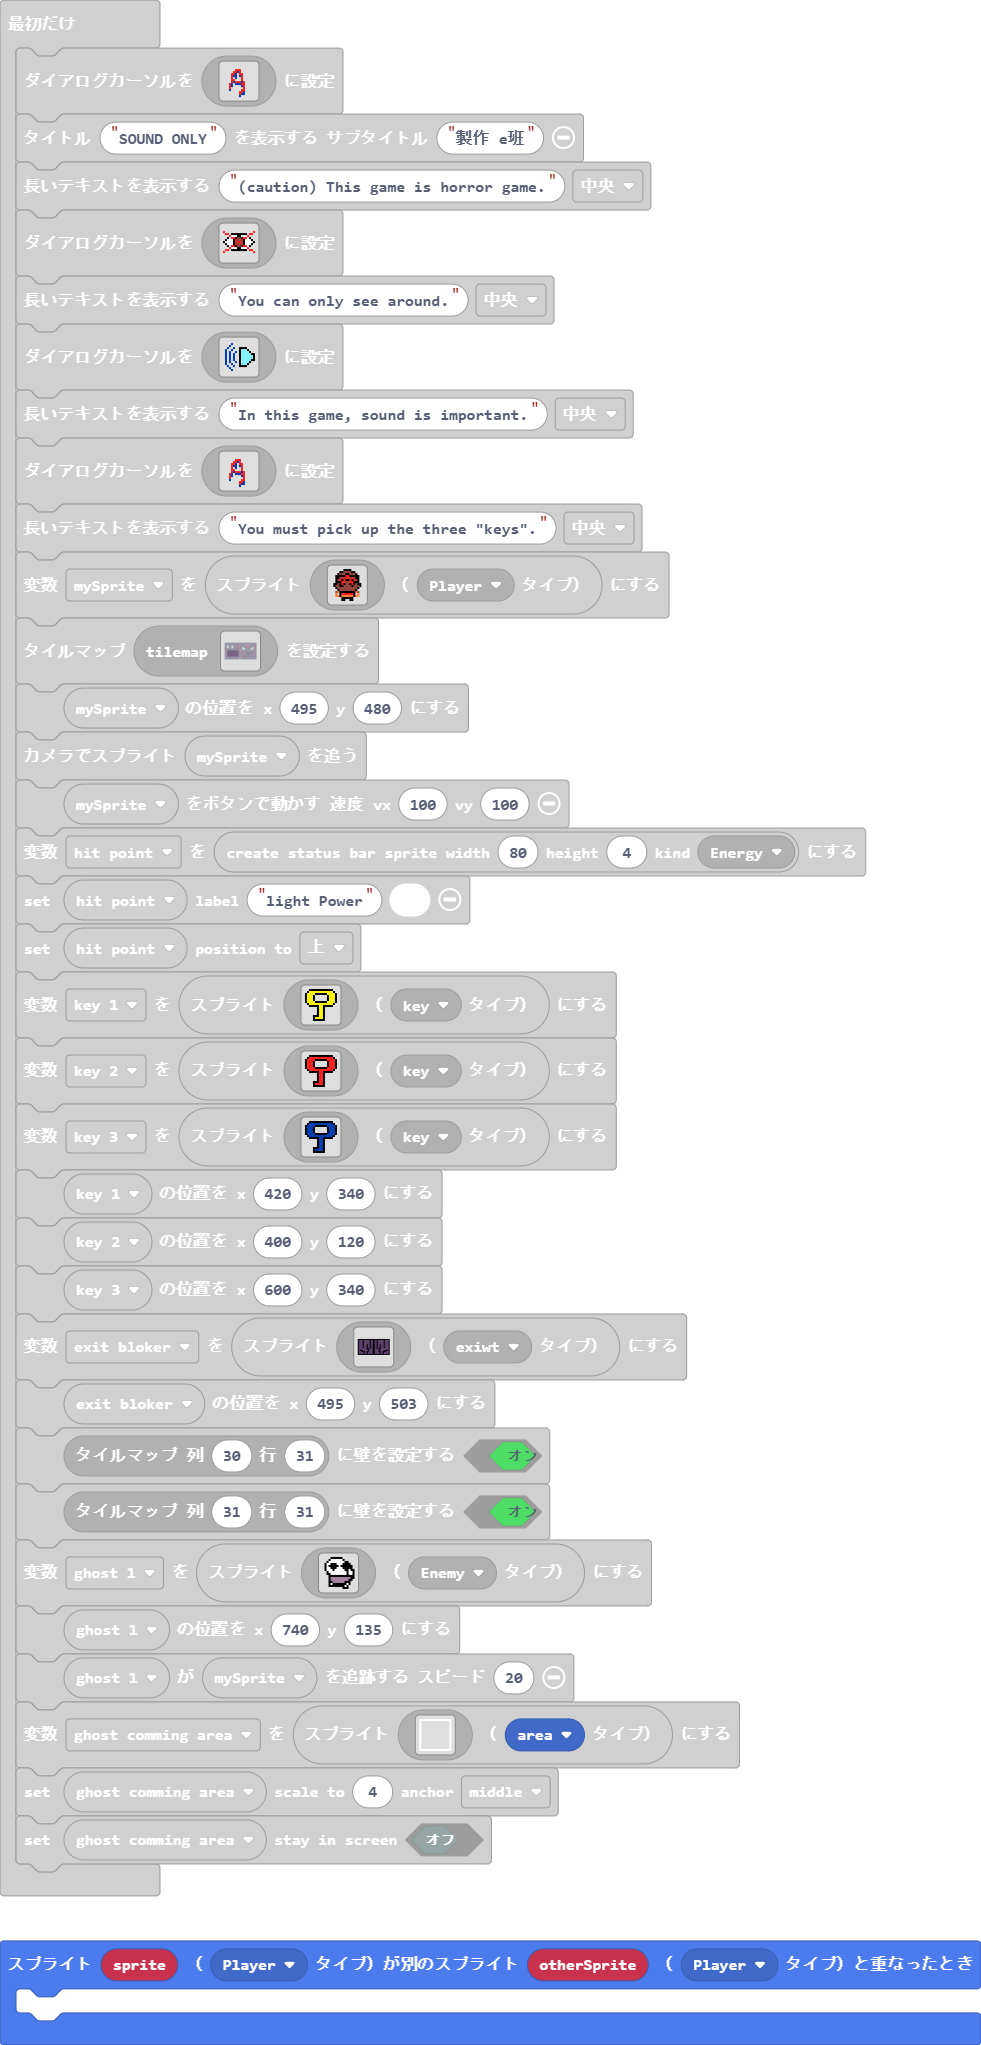 最初だけ
ダイアログカーソルを に設定
タイトル "SOUND ONLY" を表示する サブタイトル "製作 e班"
長いテキストを表示する "(caution) This game is horror game." 中央
ダイアログカーソルを に設定
長いテキストを表示する "You can only see around." 中央
ダイアログカーソルを に設定
長いテキストを表示する "In this game, sound is important." 中央
ダイアログカーソルを に設定
長いテキストを表示する "You must pick up the three "keys"." 中央
変数 mySprite を スプライト ( Player タイプ) にする
タイルマップ tilemap を設定する
mySprite の位置を x 495 y 480 にする
カメラでスプライト mySprite を追う
mySprite をボタンで動かす 速度 vx 100 vy 100
変数 hit point を create status bar sprite width 80 height 4 kind Energy にする
set hit point label "light Power"
set hit point position to 上
変数 key 1 を スプライト ( key タイプ) にする
変数 key 2 を スプライト ( key タイプ) にする
変数 key 3 を スプライト ( key タイプ) にする
key 1 の位置を x 420 y 340 にする
key 2 の位置を x 400 y 120 にする
key 3 の位置を x 600 y 340 にする
変数 exit bloker を スプライト ( exiwt タイプ) にする
exit bloker の位置を x 495 y 503 にする
タイルマップ 列 30 行 31 に壁を設定する オン
タイルマップ 列 31 行 31 に壁を設定する オン
変数 ghost 1 を スプライト ( Enemy タイプ) にする
ghost 1 の位置を x 740 y 135 にする
ghost 1 が mySprite を追跡する スピード 20
変数 ghost comming area を スプライト ( area タイプ) にする
set ghost comming area scale to 4 anchor middle
set ghost comming area stay in screen オフ
スプライト sprite ( Player タイプ) が別のスプライト otherSprite ( Player タイプ) と重なったとき